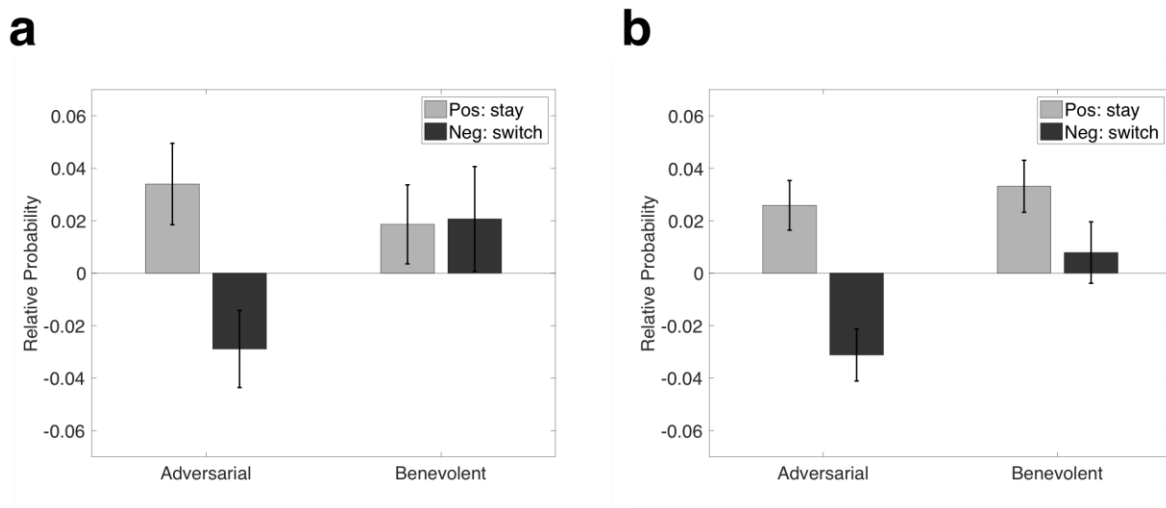 a
Pos: stay
Neg: switch
0.06
0.04
0.02
0
-0.02
-0.04
-0.06
Relative Probability
Adversarial Benevolent
b
Pos: stay
Neg: switch
0.06
0.04
0.02
0
-0.02
-0.04
-0.06
Relative Probability
Adversarial Benevolent